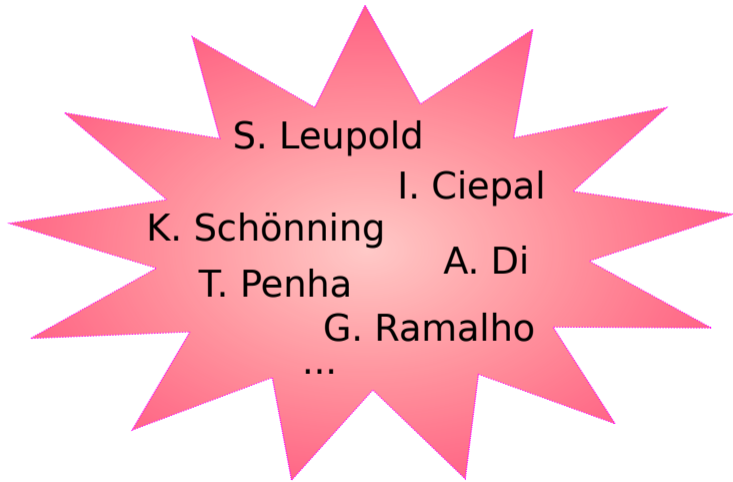 S. Leupold
I. Ciepal
K. Schönning
A. Di
T. Penha
G. Ramalho
...